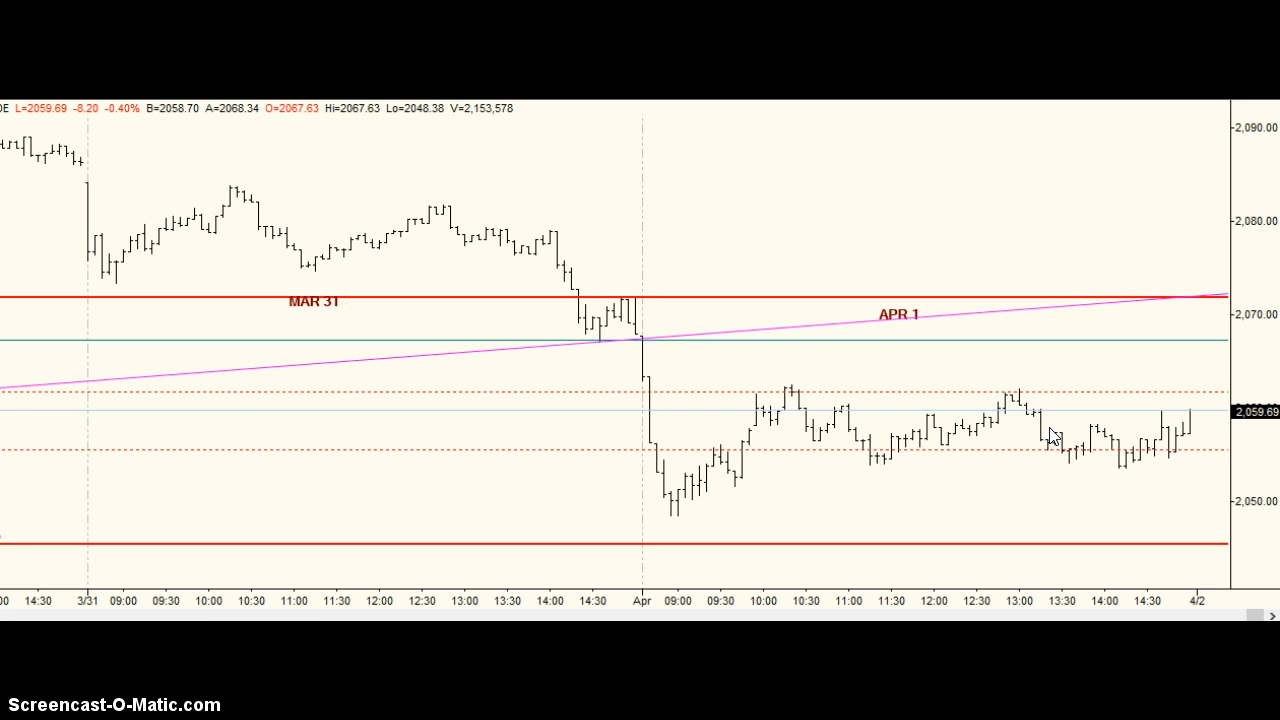 OE L=2059.69 -8.20 -0.40% B=2058.70 A=2068.34 O=2067.63 Hi=2067.63 Lo=2048.38 V=2,153,578
2,090.00
2,080.00
MAR 31
APR 1
2,070.00
2,059.69
2,050.00
:00 14:30 3/31 09:00 09:30 10:00 10:30 11:00 11:30 12:00 12:30 13:00 13:30 14:00 14:30 Apr 09:00 09:30 10:00 10:30 11:00 11:30 12:00 12:30 13:00 13:30 14:00 14:30 4/2
Screencast-O-Matic.com